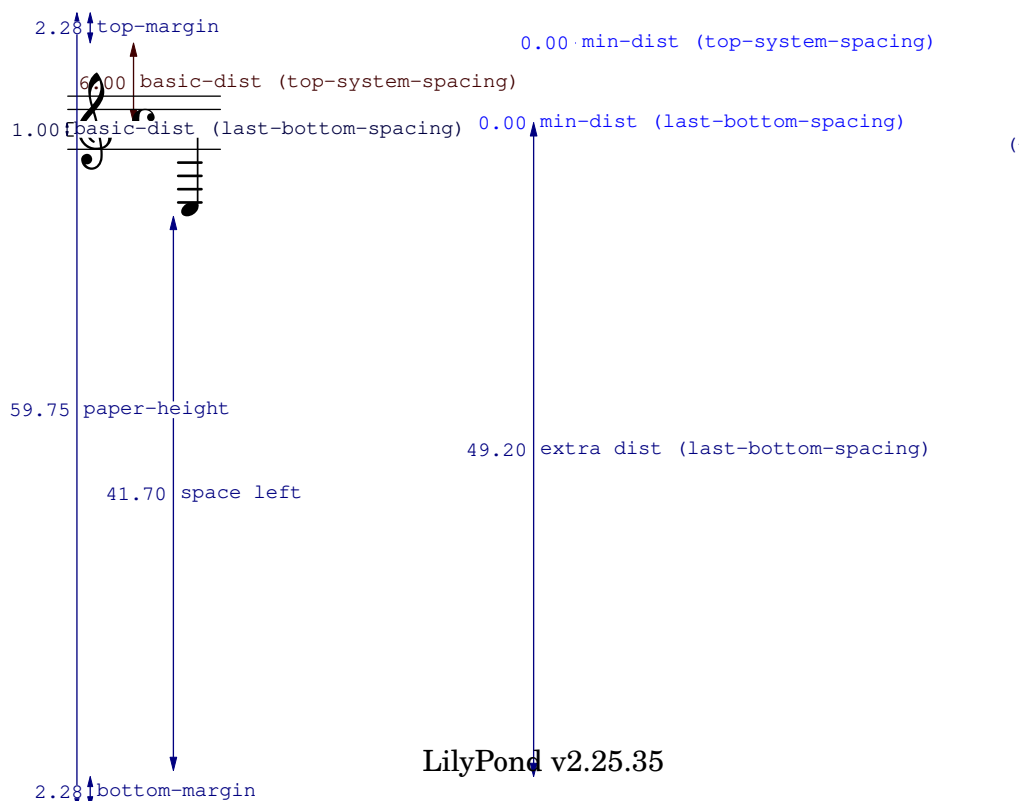 2.28 top-margin
0.00 min-dist (top-system-spacing)
6.00 basic-dist (top-system-spacing)
1.00 basic-dist (last-bottom-spacing)
0.00 min-dist (last-bottom-spacing)
(
59.75 paper-height
49.20 extra dist (last-bottom-spacing)
41.70 space left
LilyPond v2.25.35
2.28 bottom-margin